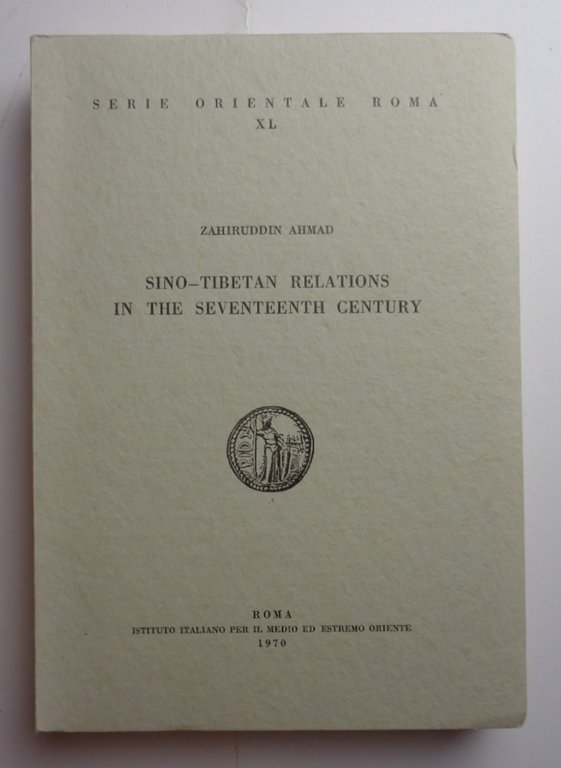 SERIE ORIENTALE ROMA
XL
ZAHIRUDDIN AHMAD
SINO–TIBETAN RELATIONS
IN THE SEVENTEENTH CENTURY
ROMA
ISTITUTO ITALIANO PER IL MEDIO ED ESTREMO ORIENTE
1970